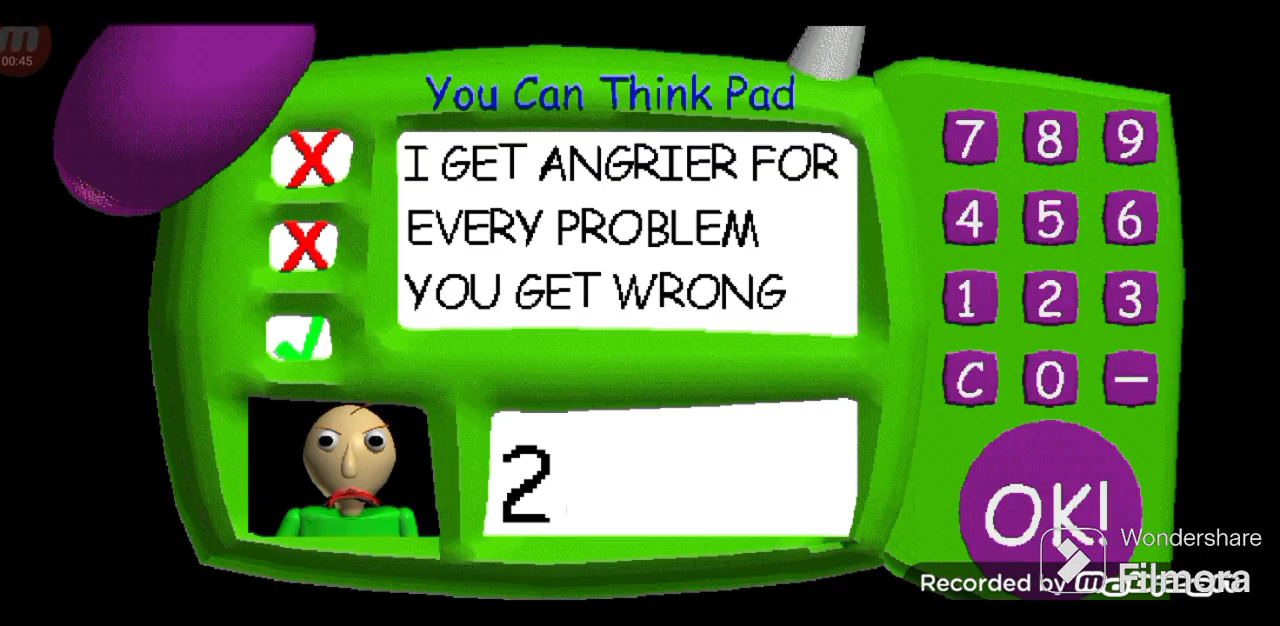 00:45
You Can Think Pad
I GET ANGRIER FOR
EVERY PROBLEM
YOU GET WRONG
2
7 8 9
4 5 6
1 2 3
C 0 -
OK!
Wondershare
Filmora
Recorded by